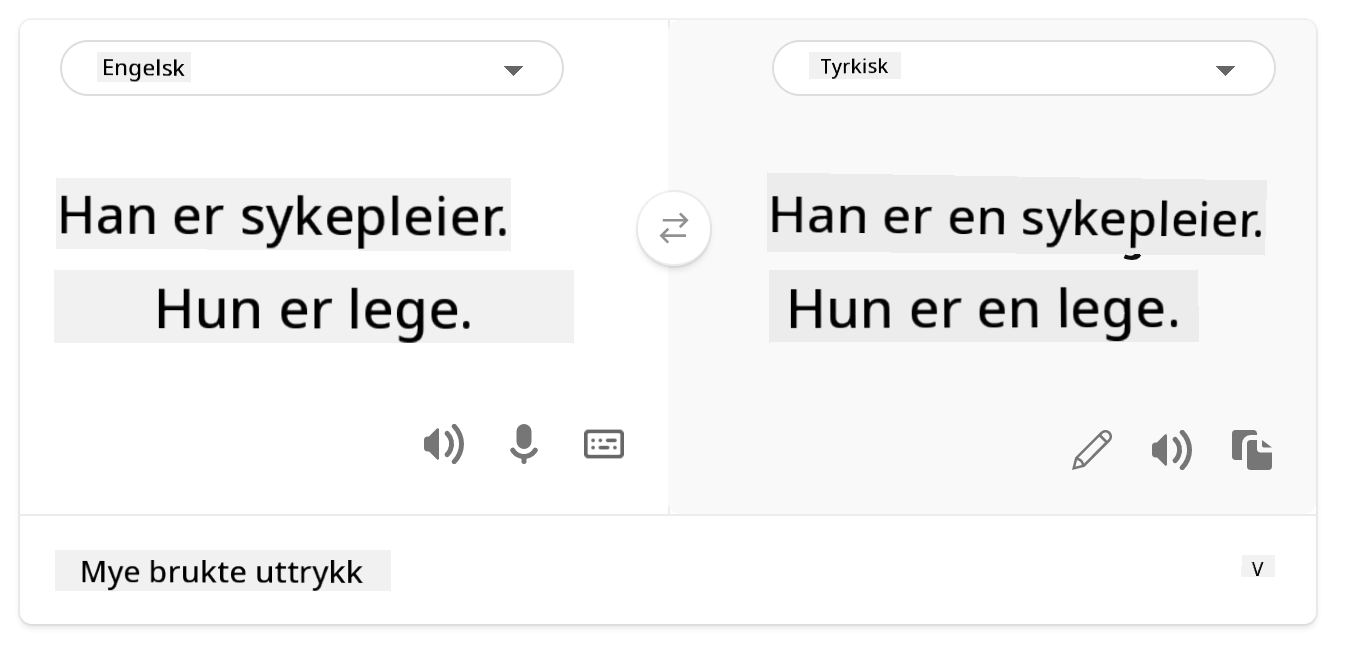 Engelsk
Tyrkisk
Han er sykepleier.
Hun er lege.
Han er en sykepleier.
Hun er en lege.
Mye brukte uttrykk
V